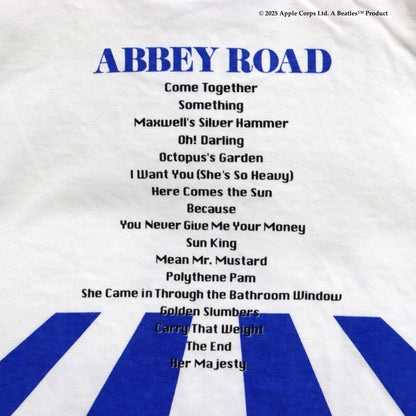 © 2025 Apple Corps Ltd. A Beatles™ Product
ABBEY ROAD
Come Together
Something
Maxwell's Silver Hammer
Oh! Darling
Octopus's Garden
I Want You (She's So Heavy)
Here Comes the Sun
Because
You Never Give Me Your Money
Sun King
Mean Mr. Mustard
Polythene Pam
She Came in Through the Bathroom Window
Golden Slumbers
Carry That Weight
The End
Her Majesty